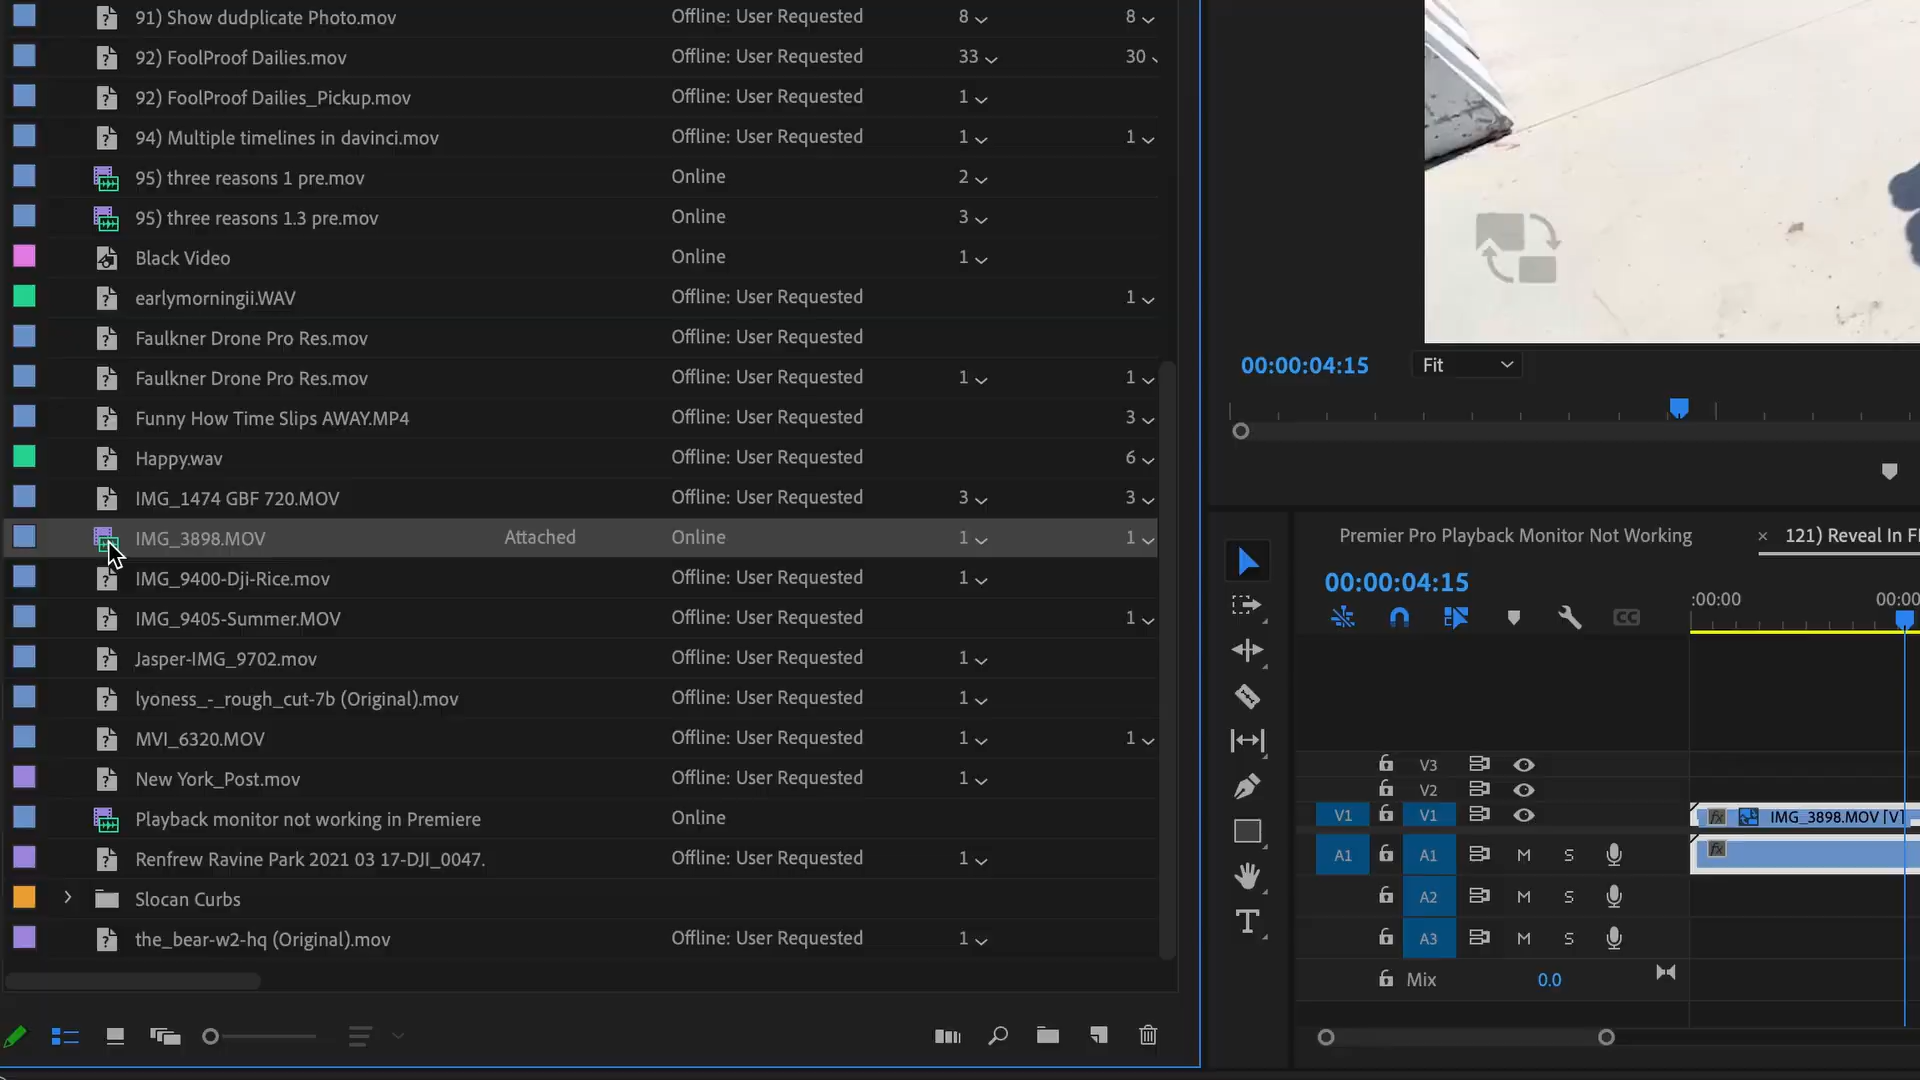 91) Show dudplicate Photo.mov Offline: User Requested 8 8
92) FoolProof Dailies.mov Offline: User Requested 33 30
92) FoolProof Dailies_Pickup.mov Offline: User Requested 1
94) Multiple timelines in davinci.mov Offline: User Requested 1 1
95) three reasons 1 pre.mov Online 2
95) three reasons 1.3 pre.mov Online 3
Black Video Online 1
earlymorningii.WAV Offline: User Requested 1
Faulkner Drone Pro Res.mov Offline: User Requested
Faulkner Drone Pro Res.mov Offline: User Requested 1 1
Funny How Time Slips AWAY.MP4 Offline: User Requested 3
Happy.wav Offline: User Requested 6
IMG_1474 GBF 720.MOV Offline: User Requested 3 3
IMG_3898.MOV Attached Online 1 1
IMG_9400-Dji-Rice.mov Offline: User Requested 1
IMG_9405-Summer.MOV Offline: User Requested 1
Jasper-IMG_9702.mov Offline: User Requested 1
lyoness_-_rough_cut-7b (Original).mov Offline: User Requested 1
MVI_6320.MOV Offline: User Requested 1 1
New York_Post.mov Offline: User Requested 1
Playback monitor not working in Premiere Online
Renfrew Ravine Park 2021 03 17-DJI_0047. Offline: User Requested 1
Slocan Curbs
the_bear-w2-hq (Original).mov Offline: User Requested 1
00:00:04:15 Fit
Premier Pro Playback Monitor Not Working × 121) Reveal In FI
00:00:04:15
:00:00 00:00
CC
T
V3
V2
V1 V1 fx IMG_3898.MOV [V]
A1 A1 M S fx
A2 M S
A3 M S
Mix 0.0